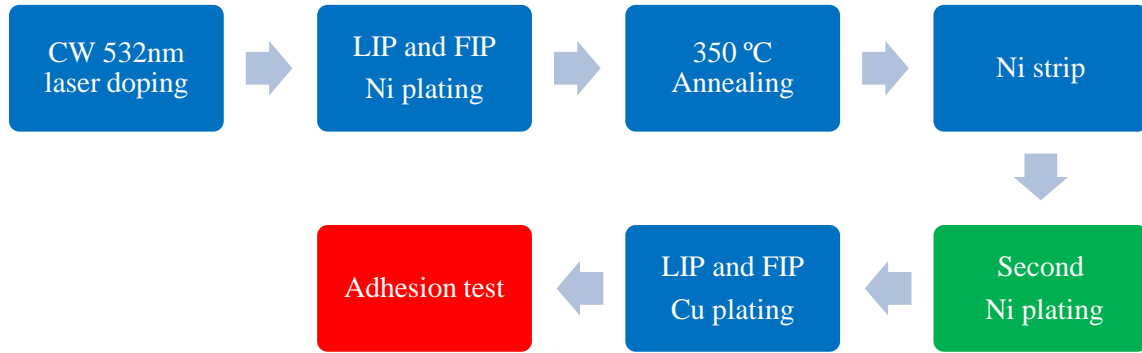 CW 532nm
laser doping
LIP and FIP
Ni plating
350 ºC
Annealing
Ni strip
Second
Ni plating
LIP and FIP
Cu plating
Adhesion test